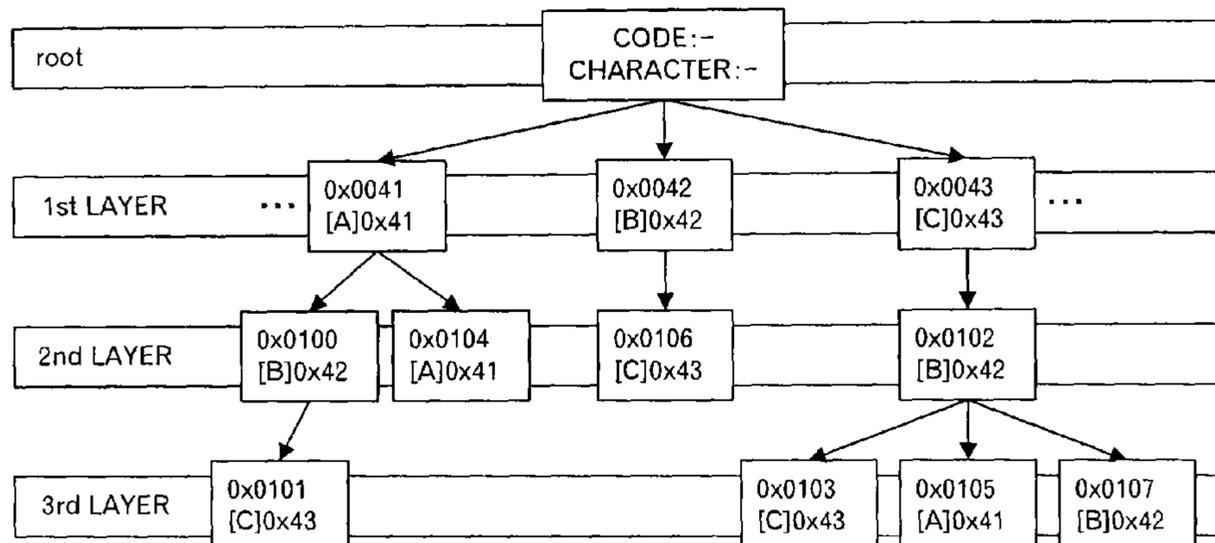 CODE:-
root
CHARACTER:-
0x0041
0x0042
0x0043
1st LAYER
...
[A]0x41
[B]0x42
[C]0x43
...
0x0100
0x0104
0x0106
0x0102
2nd LAYER
[B]0x42
[A]0x41
[C]0x43
[B]0x42
0x0101
0x0103
0x0105
0x0107
3rd LAYER
[C]0x43
[C]0x43
[A]0x41
[B]0x42